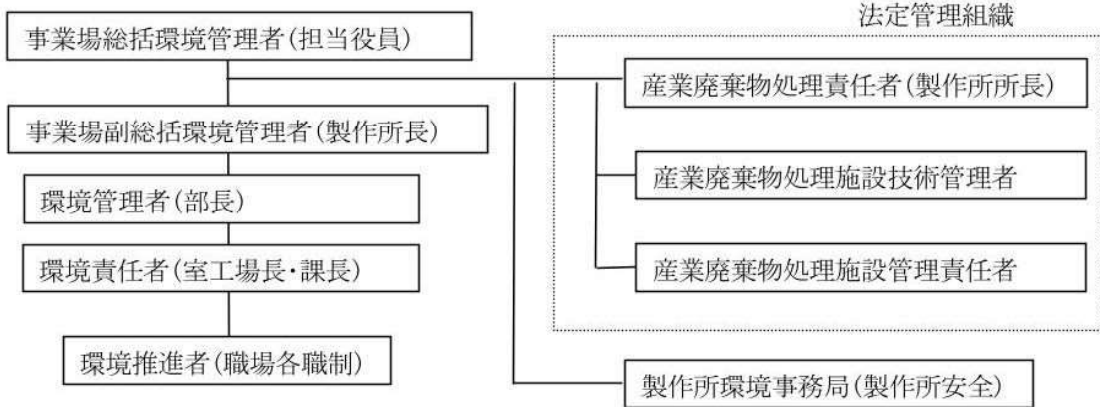 法定管理組織
事業場総括環境管理者(担当役員)
産業廃棄物処理責任者(製作所所長)
事業場副総括環境管理者(製作所長)
産業廃棄物処理施設技術管理者
環境管理者(部長)
環境責任者(室工場長・課長)
産業廃棄物処理施設管理責任者
環境推進者(職場各職制)
製作所環境事務局(製作所安全)